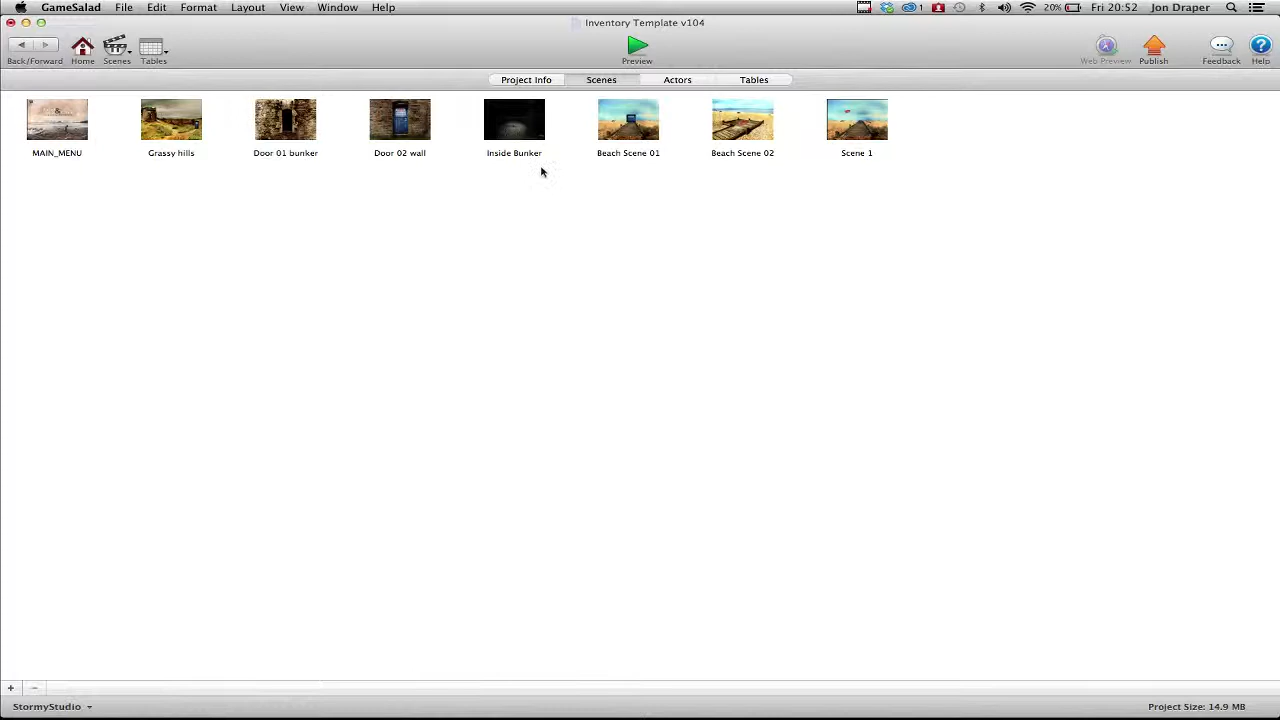 GameSalad File Edit Format Layout View Window Help 1 20% Fri 20:52 Jon Draper
Inventory Template v104
Back/Forward Home Scenes Tables Preview Web Preview Publish Feedback Help
Project Info Scenes Actors Tables
MAIN_MENU Grassy hills Door 01 bunker Door 02 wall Inside Bunker Beach Scene 01 Beach Scene 02 Scene 1
StormyStudio Project Size: 14.9 MB